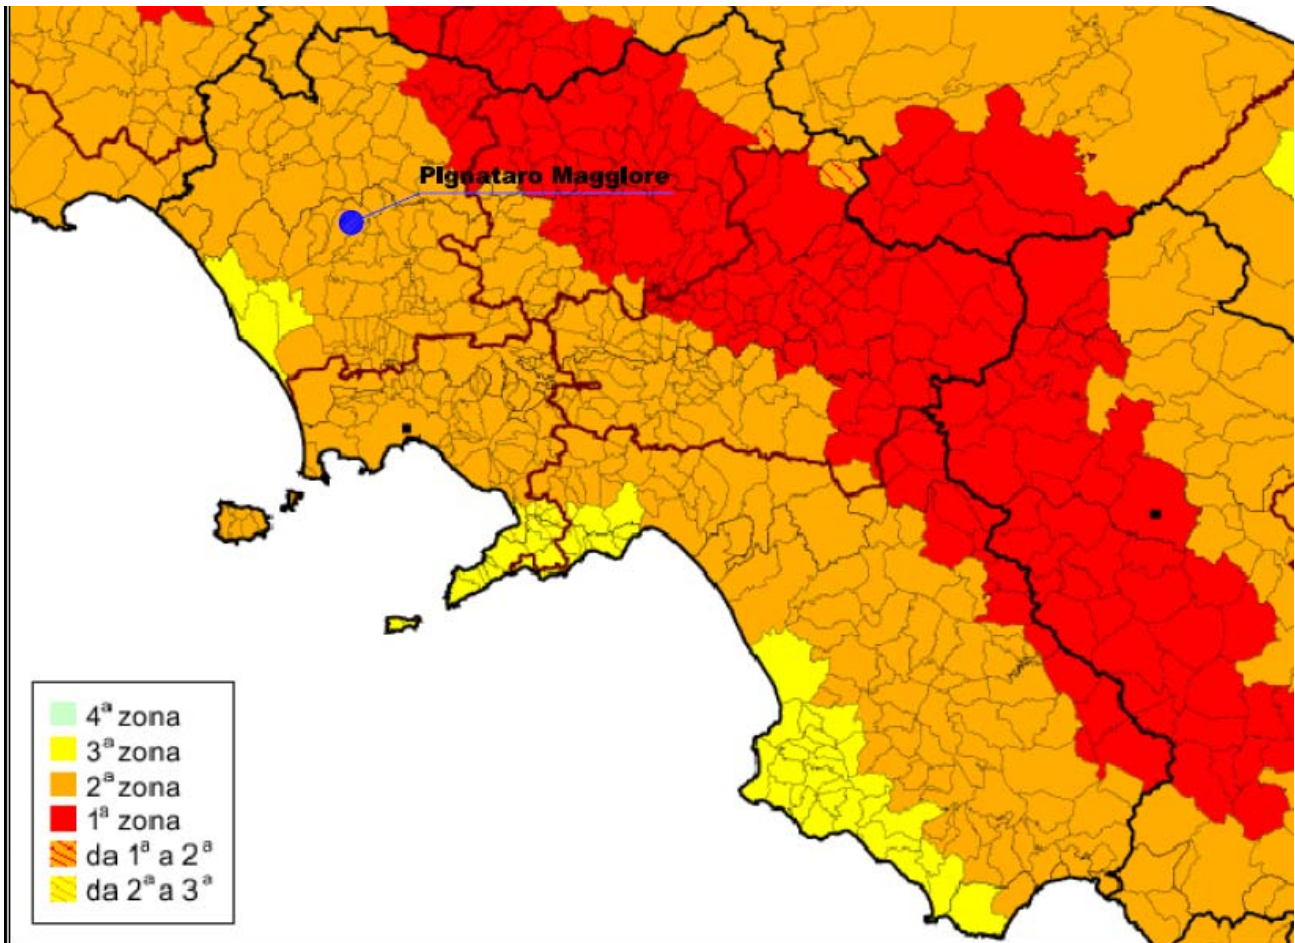 Pignataro Maggiore
4ª zona
3ª zona
2ª zona
1ª zona
da 1ª a 2ª
da 2ª a 3ª